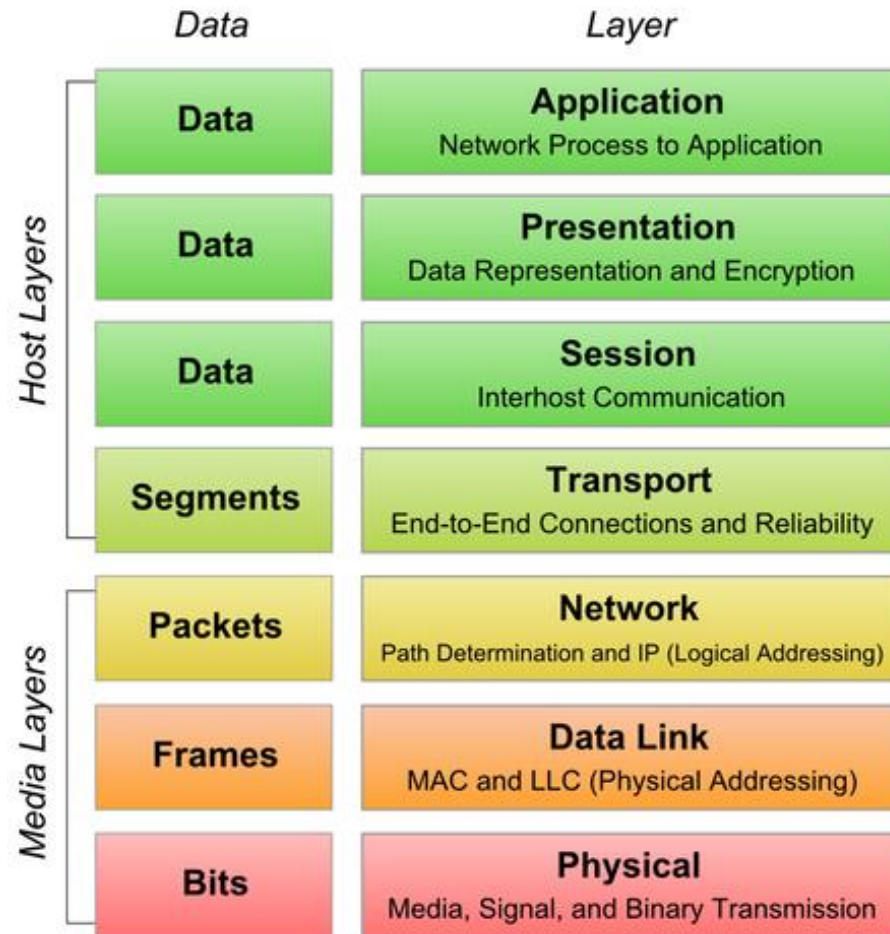 Data Layer
Host Layers
Data
Application
Network Process to Application
Data
Presentation
Data Representation and Encryption
Data
Session
Interhost Communication
Segments
Transport
End-to-End Connections and Reliability
Media Layers
Packets
Network
Path Determination and IP (Logical Addressing)
Frames
Data Link
MAC and LLC (Physical Addressing)
Bits
Physical
Media, Signal, and Binary Transmission